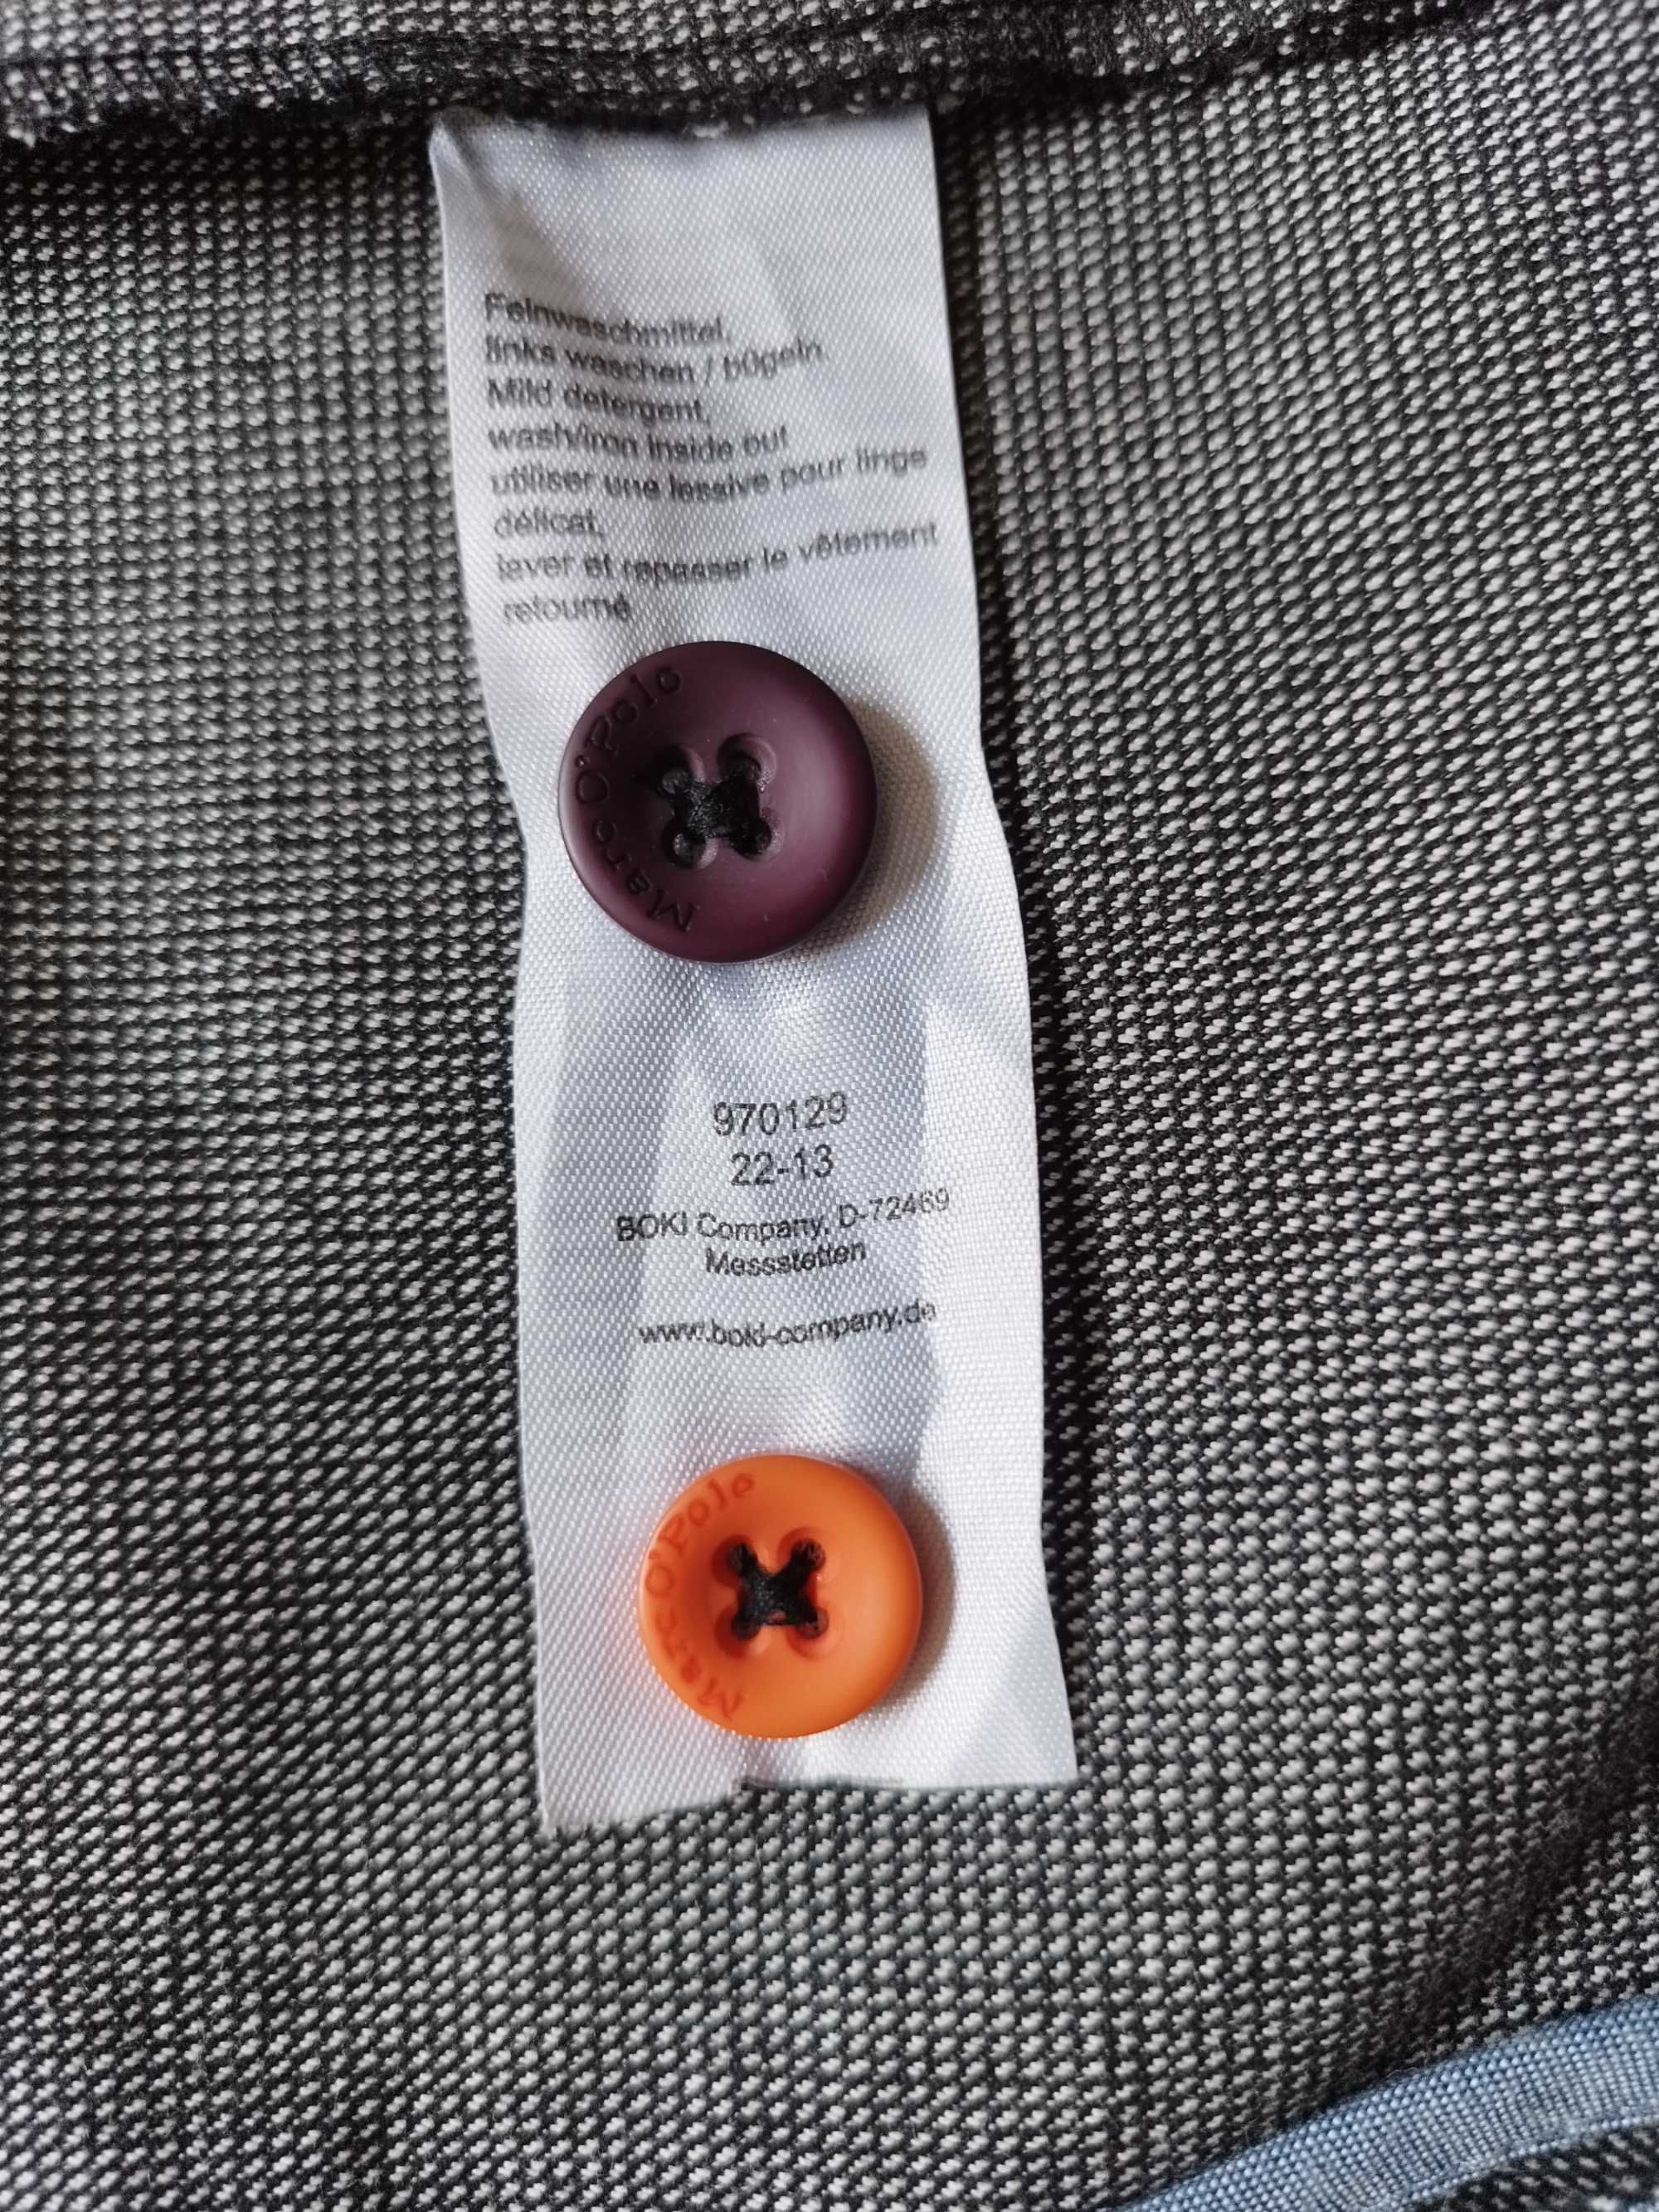 Feinwaschmittel,
links waschen / bügeln
Mild detergent,
wash/iron inside out
utiliser une lessive pour linge
délicat,
laver et repasser le vêtement
retourné
Marc O'Polo
970129
22-13
BOKI Company, D-72469
Messstetten
www.boki-company.de
Marc O'Polo